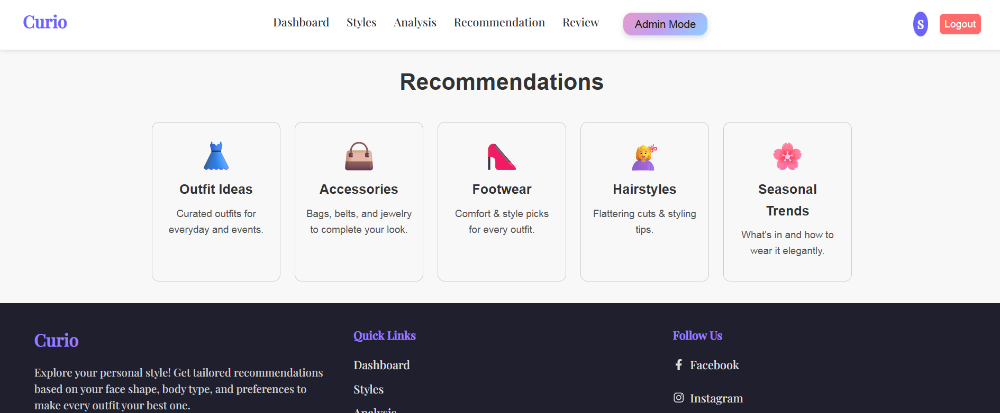 Curio
Dashboard Styles Analysis Recommendation Review Admin Mode S Logout
Recommendations
Outfit Ideas
Curated outfits for
everyday and events.
Accessories
Bags, belts, and jewelry
to complete your look.
Footwear
Comfort & style picks
for every outfit.
Hairstyles
Flattering cuts & styling
tips.
Seasonal
Trends
What's in and how to
wear it elegantly.
Curio
Explore your personal style! Get tailored recommendations
based on your face shape, body type, and preferences to
make every outfit your best one.
Quick Links
Dashboard
Styles
Analysis
Follow Us
Facebook
Instagram